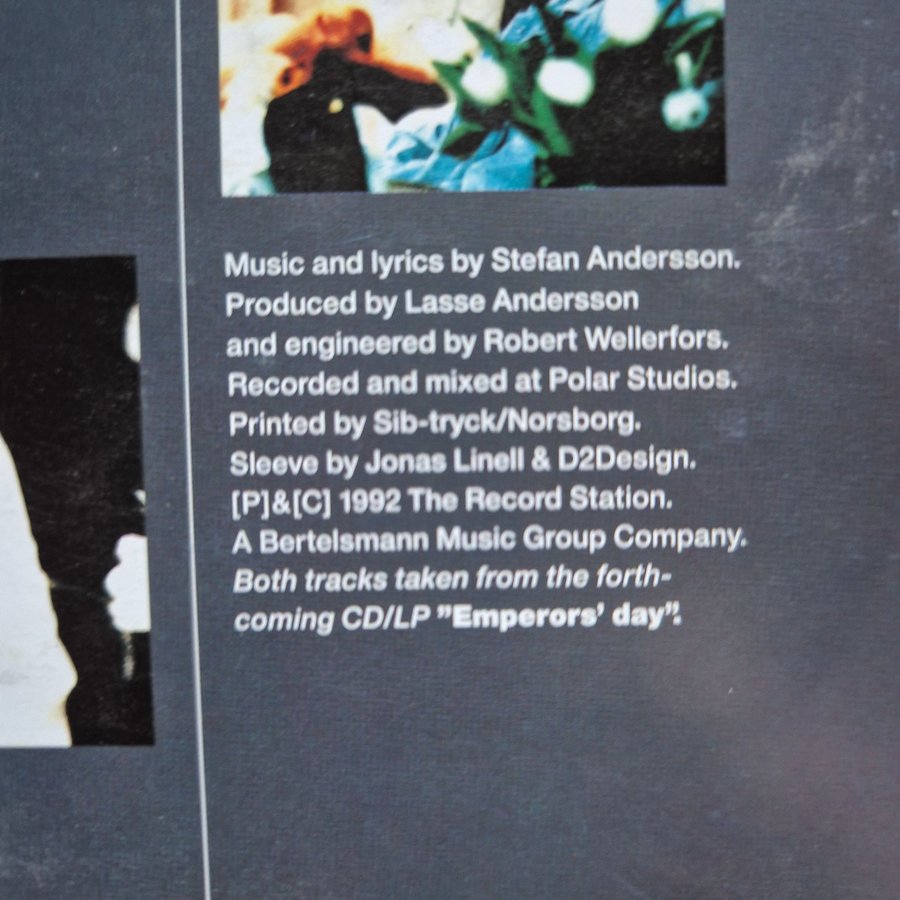 Music and lyrics by Stefan Andersson.
Produced by Lasse Andersson
and engineered by Robert Wellerfors.
Recorded and mixed at Polar Studios.
Printed by Sib-tryck/Norsborg.
Sleeve by Jonas Linell & D2Design.
[P]&[C] 1992 The Record Station.
A Bertelsmann Music Group Company.
Both tracks taken from the forth-
coming CD/LP ”Emperors’ day”.